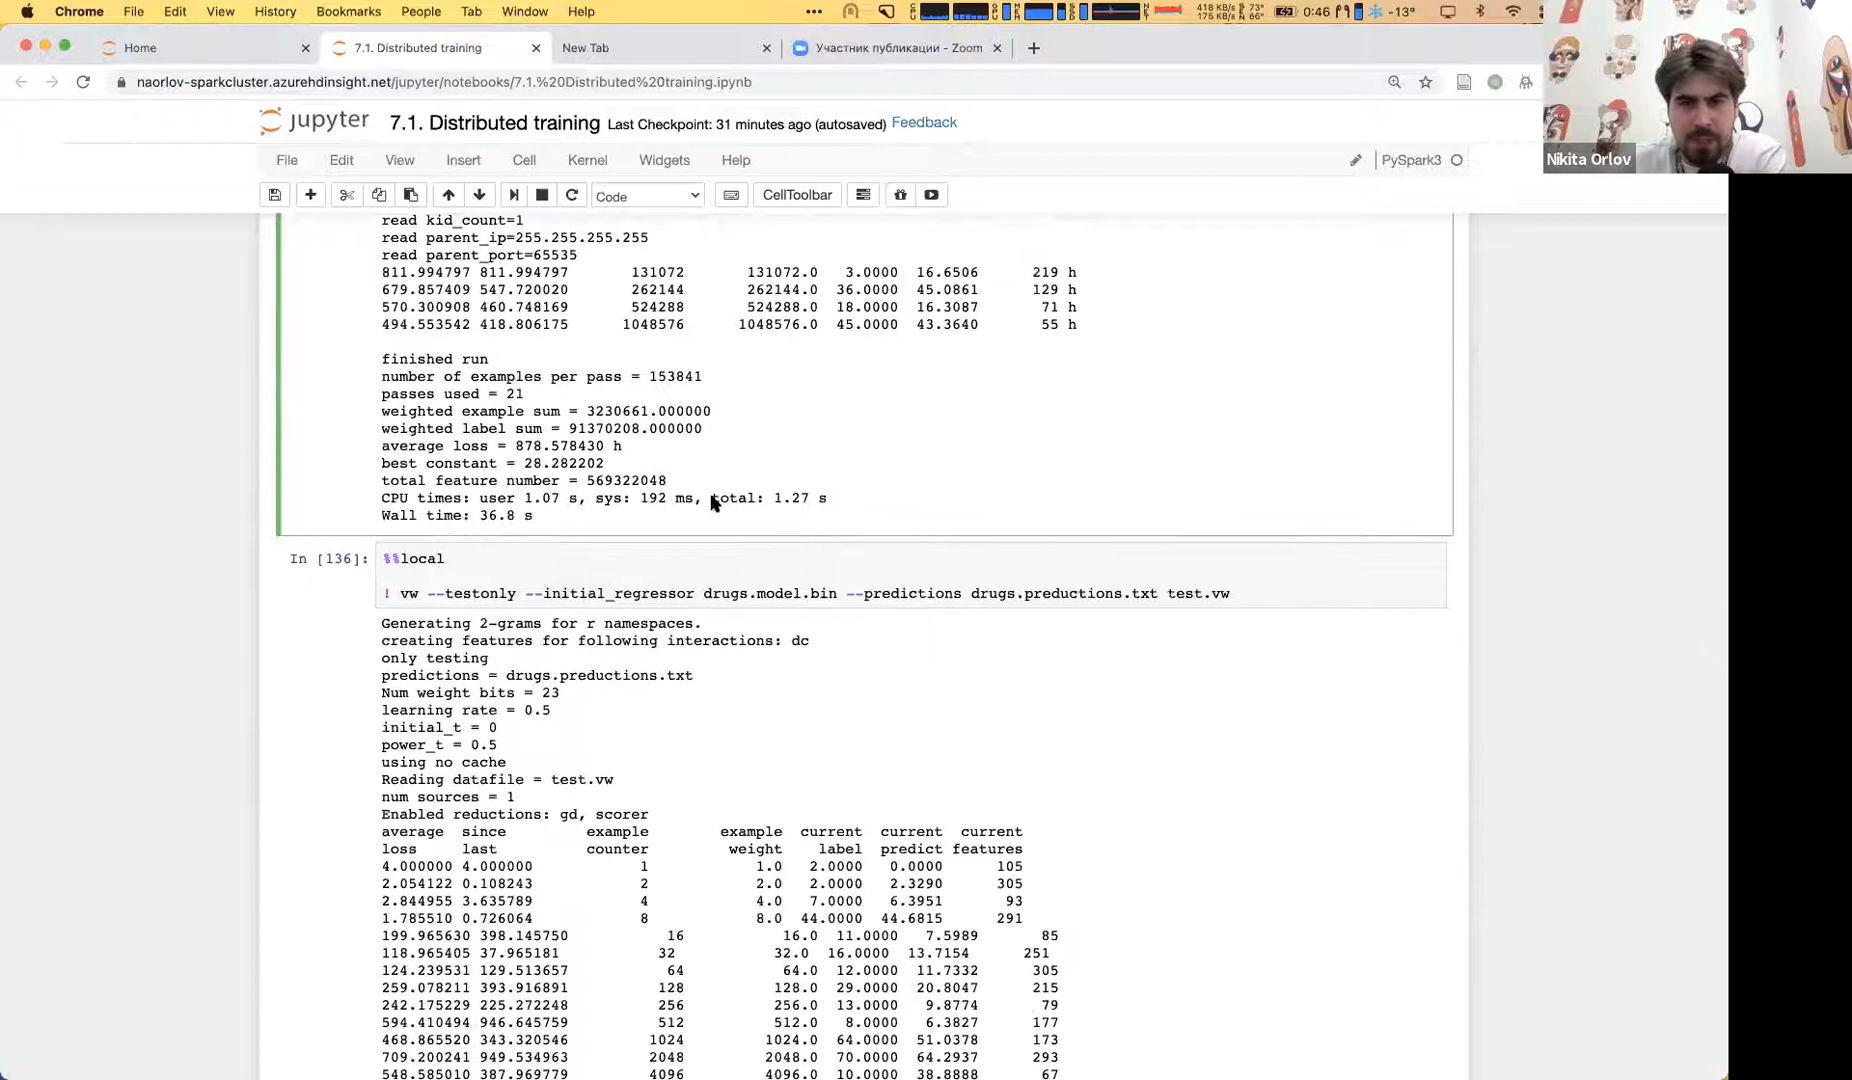 Chrome File Edit View History Bookmarks People Tab Window Help
418 KB/s 73°
175 KB/s 66°
0:46
-13°
Home
7.1. Distributed training
New Tab
Участник публикации - Zoom
naorlov-sparkcluster.azurehdinsight.net/jupyter/notebooks/7.1.%20Distributed%20training.ipynb
jupyter 7.1. Distributed training Last Checkpoint: 31 minutes ago (autosaved) Feedback
Nikita Orlov
File Edit View Insert Cell Kernel Widgets Help PySpark3
Code CellToolbar
read kid_count=1
read parent_ip=255.255.255.255
read parent_port=65535
811.994797 811.994797 131072 131072.0 3.0000 16.6506 219 h
679.857409 547.720020 262144 262144.0 36.0000 45.0861 129 h
570.300908 460.748169 524288 524288.0 18.0000 16.3087 71 h
494.553542 418.806175 1048576 1048576.0 45.0000 43.3640 55 h
finished run
number of examples per pass = 153841
passes used = 21
weighted example sum = 3230661.000000
weighted label sum = 91370208.000000
average loss = 878.578430 h
best constant = 28.282202
total feature number = 569322048
CPU times: user 1.07 s, sys: 192 ms, total: 1.27 s
Wall time: 36.8 s
In [136]: %%local
! vw --testonly --initial_regressor drugs.model.bin --predictions drugs.preductions.txt test.vw
Generating 2-grams for r namespaces.
creating features for following interactions: dc
only testing
predictions = drugs.preductions.txt
Num weight bits = 23
learning rate = 0.5
initial_t = 0
power_t = 0.5
using no cache
Reading datafile = test.vw
num sources = 1
Enabled reductions: gd, scorer
average since example example current current current
loss last counter weight label predict features
4.000000 4.000000 1 1.0 2.0000 0.0000 105
2.054122 0.108243 2 2.0 2.0000 2.3290 305
2.844955 3.635789 4 4.0 7.0000 6.3951 93
1.785510 0.726064 8 8.0 44.0000 44.6815 291
199.965630 398.145750 16 16.0 11.0000 7.5989 85
118.965405 37.965181 32 32.0 16.0000 13.7154 251
124.239531 129.513657 64 64.0 12.0000 11.7332 305
259.078211 393.916891 128 128.0 29.0000 20.8047 215
242.175229 225.272248 256 256.0 13.0000 9.8774 79
594.410494 946.645759 512 512.0 8.0000 6.3827 177
468.865520 343.320546 1024 1024.0 64.0000 51.0378 173
709.200241 949.534963 2048 2048.0 70.0000 64.2937 293
548.585010 387.969779 4096 4096.0 10.0000 38.8888 67